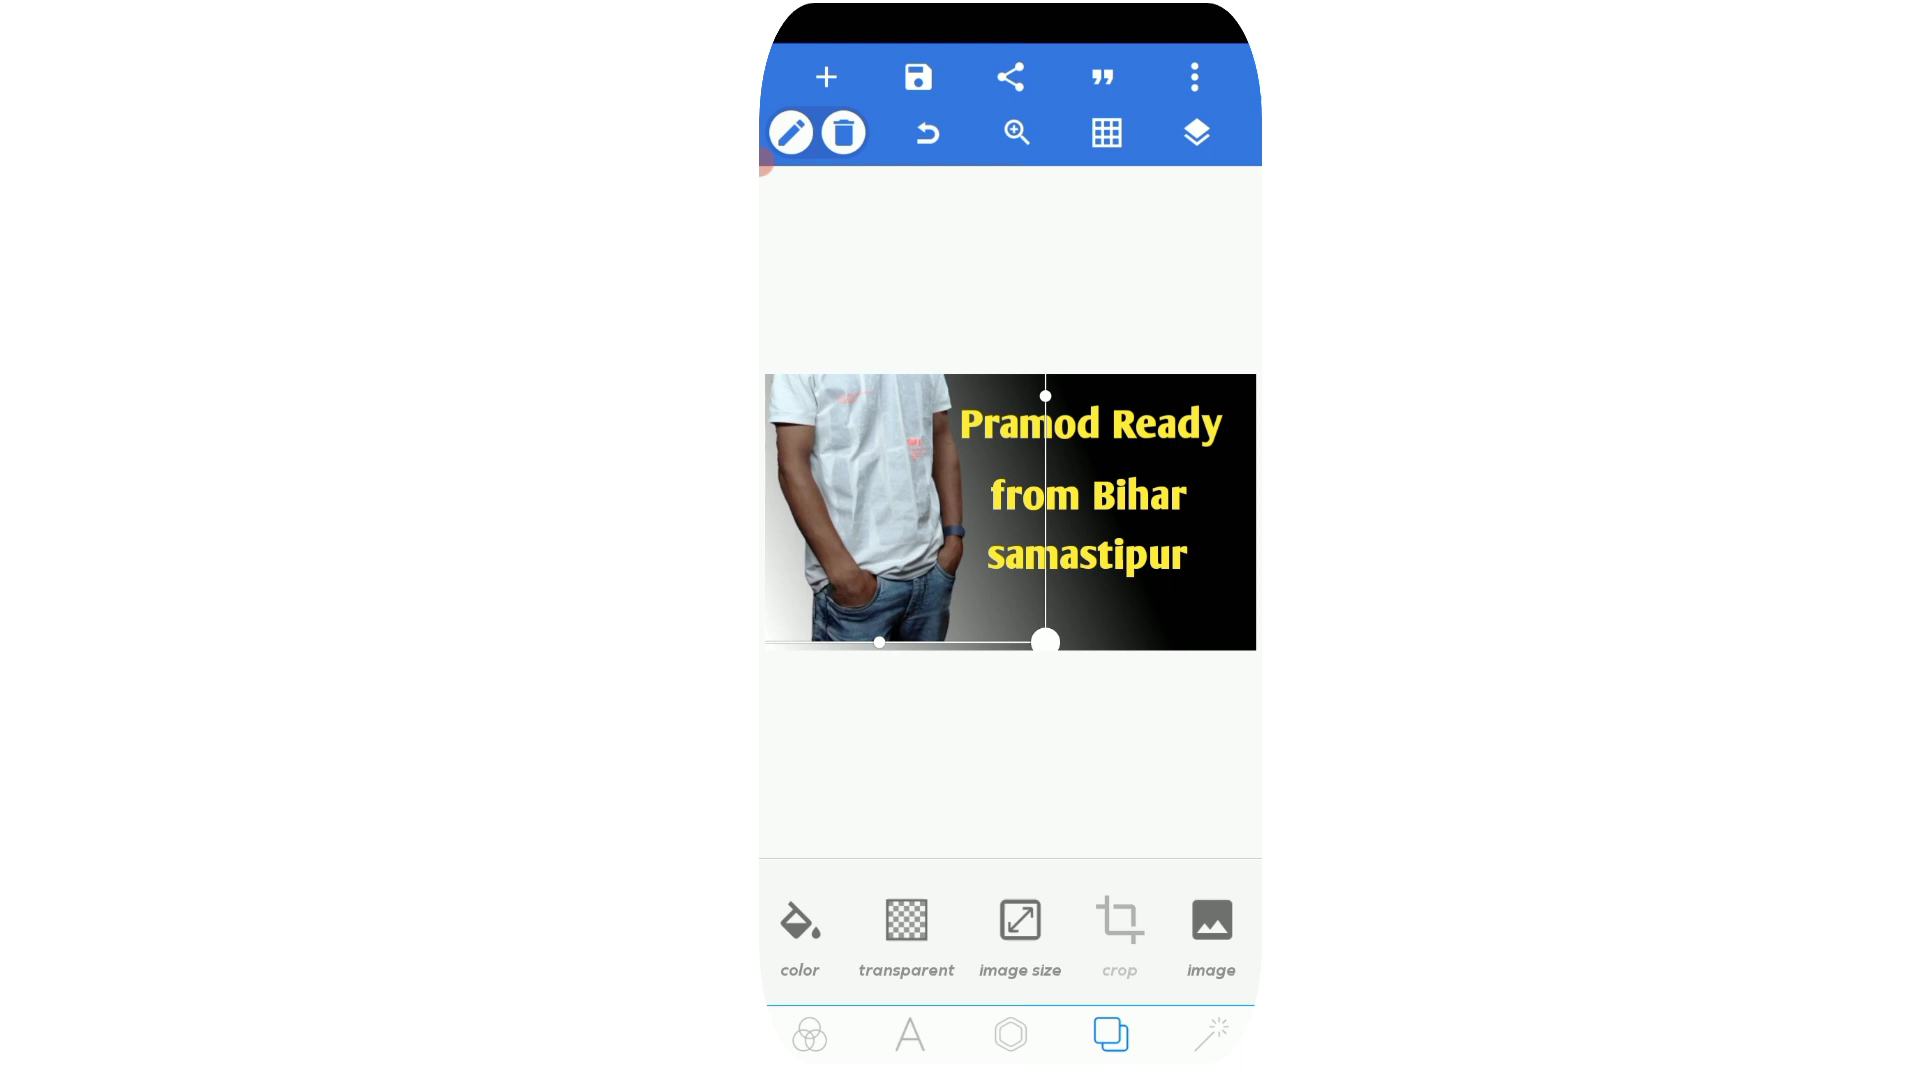 Pramod Ready
from Bihar
samastipur
color
transparent
image size
crop
image